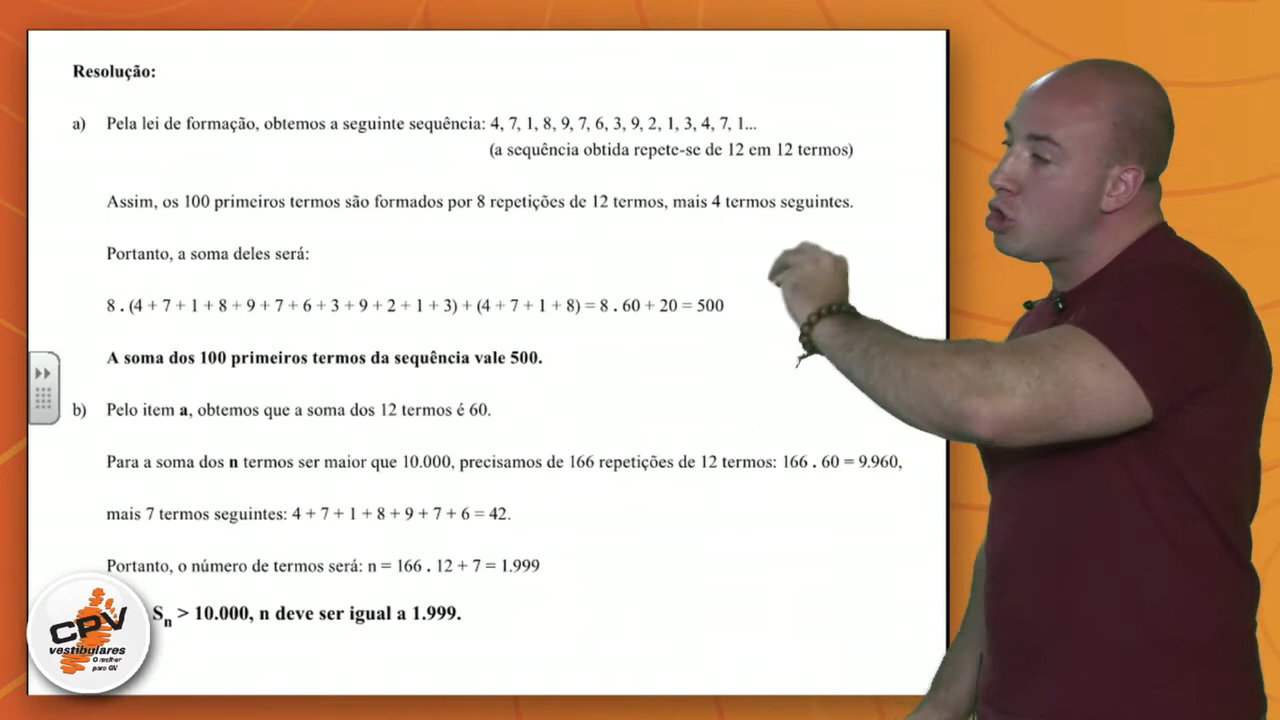 Resolução:
a) Pela lei de formação, obtemos a seguinte sequência: 4, 7, 1, 8, 9, 7, 6, 3, 9, 2, 1, 3, 4, 7, 1...
(a sequência obtida repete-se de 12 em 12 termos)
Assim, os 100 primeiros termos são formados por 8 repetições de 12 termos, mais 4 termos seguintes.
Portanto, a soma deles será:
8 . (4 + 7 + 1 + 8 + 9 + 7 + 6 + 3 + 9 + 2 + 1 + 3) + (4 + 7 + 1 + 8) = 8 . 60 + 20 = 500
A soma dos 100 primeiros termos da sequência vale 500.
b) Pelo item a, obtemos que a soma dos 12 termos é 60.
Para a soma dos n termos ser maior que 10.000, precisamos de 166 repetições de 12 termos: 166 . 60 = 9.960,
mais 7 termos seguintes: 4 + 7 + 1 + 8 + 9 + 7 + 6 = 42.
Portanto, o número de termos será: n = 166 . 12 + 7 = 1.999
Sn > 10.000, n deve ser igual a 1.999.
CPV
vestibulares
O melhor
para GV